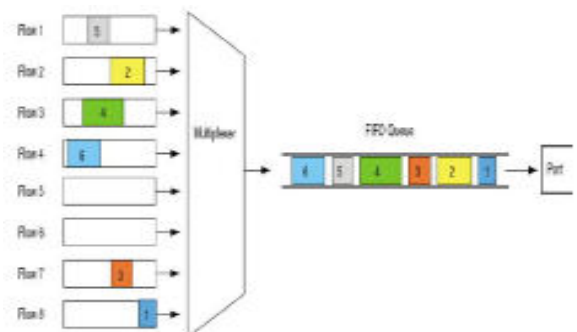 Flow 1
5
Flow 2
2
Flow 3
4
Flow 4
6
Flow 5
Flow 6
Flow 7
3
Flow 8
1
Multiplexer
FIFO Queue
6 5 4 3 2 1
Port